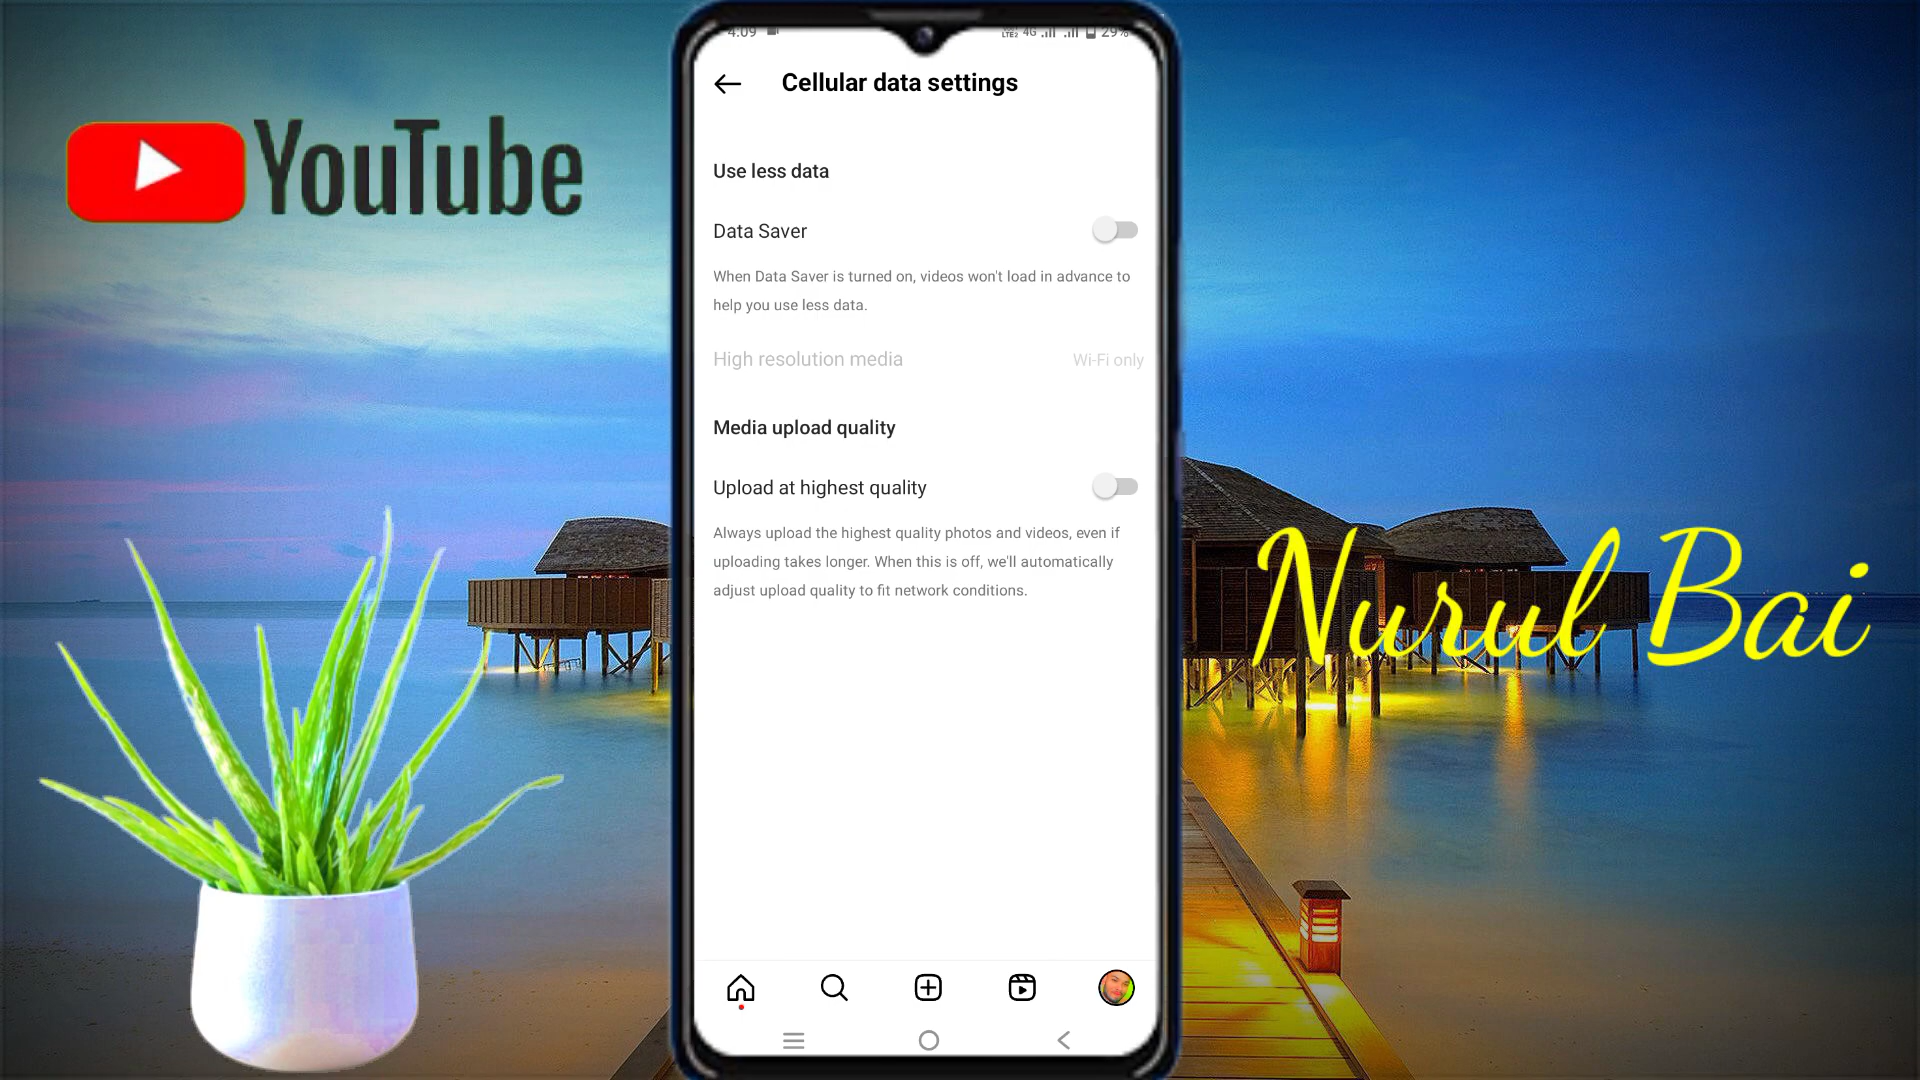 4:09
LTE2 4G 29%
Cellular data settings
YouTube
Use less data
Data Saver
When Data Saver is turned on, videos won't load in advance to
help you use less data.
High resolution media Wi-Fi only
Media upload quality
Upload at highest quality
Always upload the highest quality photos and videos, even if
uploading takes longer. When this is off, we'll automatically
adjust upload quality to fit network conditions.
Nurul Bai